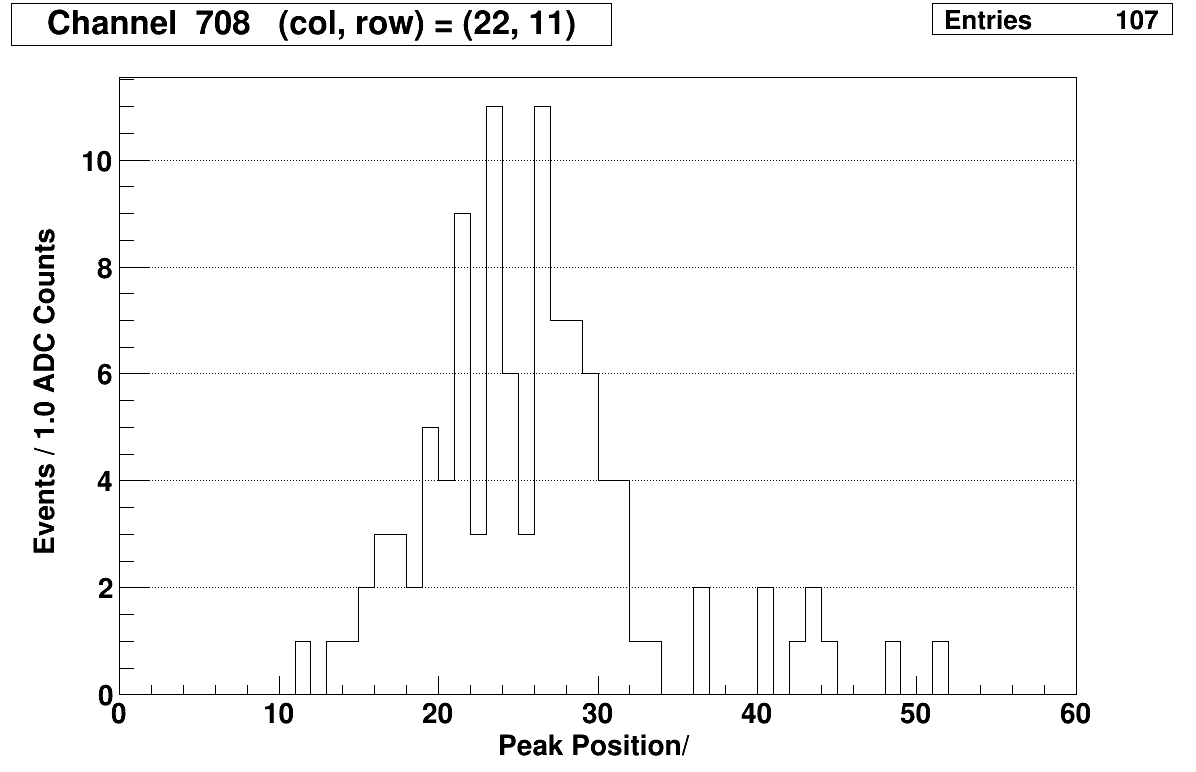 Channel 708 (col, row) = (22, 11)
Entries 107
Events / 1.0 ADC Counts
10
8
6
4
2
0
0 10 20 30 40 50 60
Peak Position/